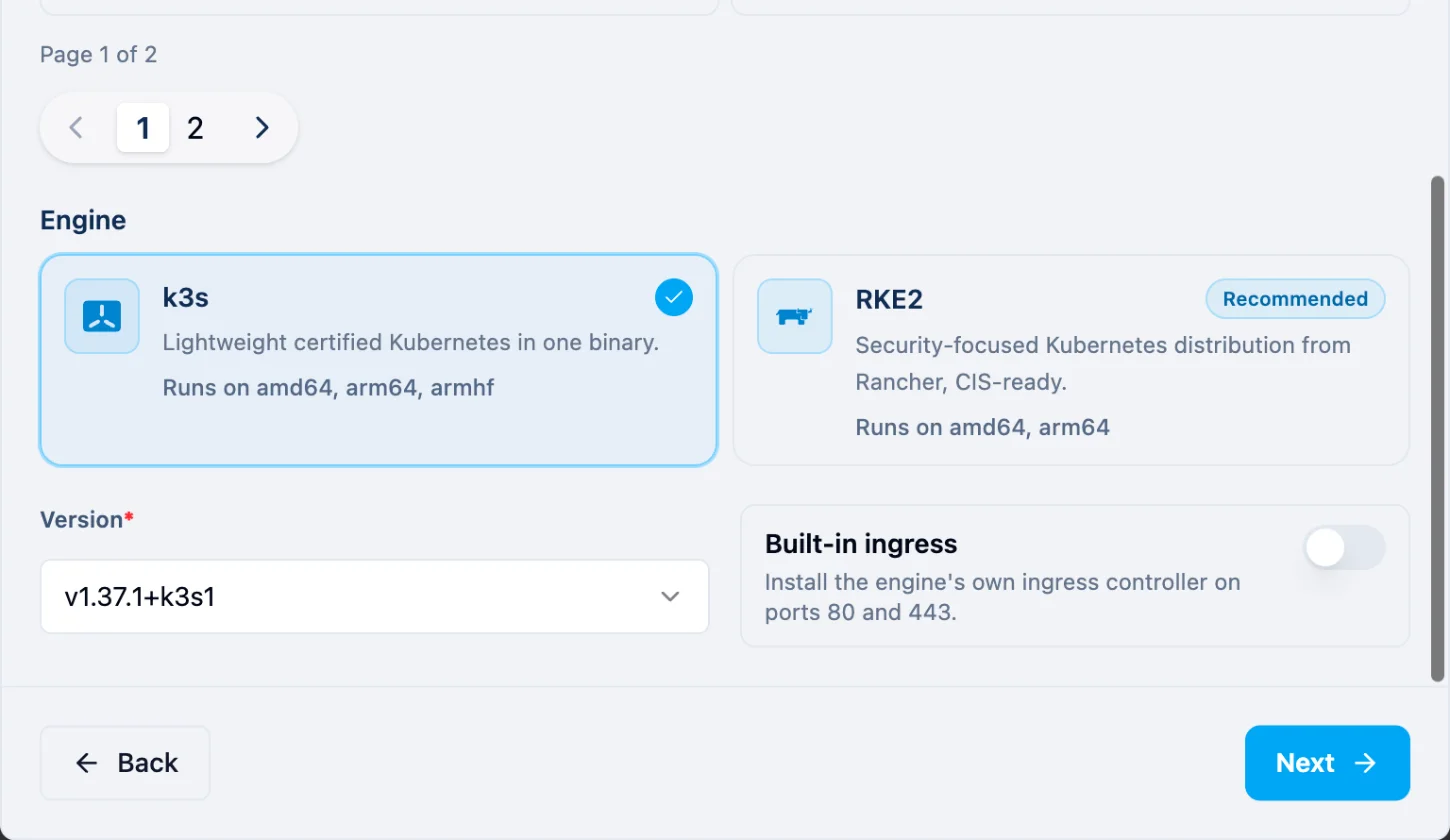 Page 1 of 2
1 2
Engine
k3s
Lightweight certified Kubernetes in one binary.
Runs on amd64, arm64, armhf
RKE2
Recommended
Security-focused Kubernetes distribution from
Rancher, CIS-ready.
Runs on amd64, arm64
Version*
v1.37.1+k3s1
Built-in ingress
Install the engine's own ingress controller on
ports 80 and 443.
Back
Next